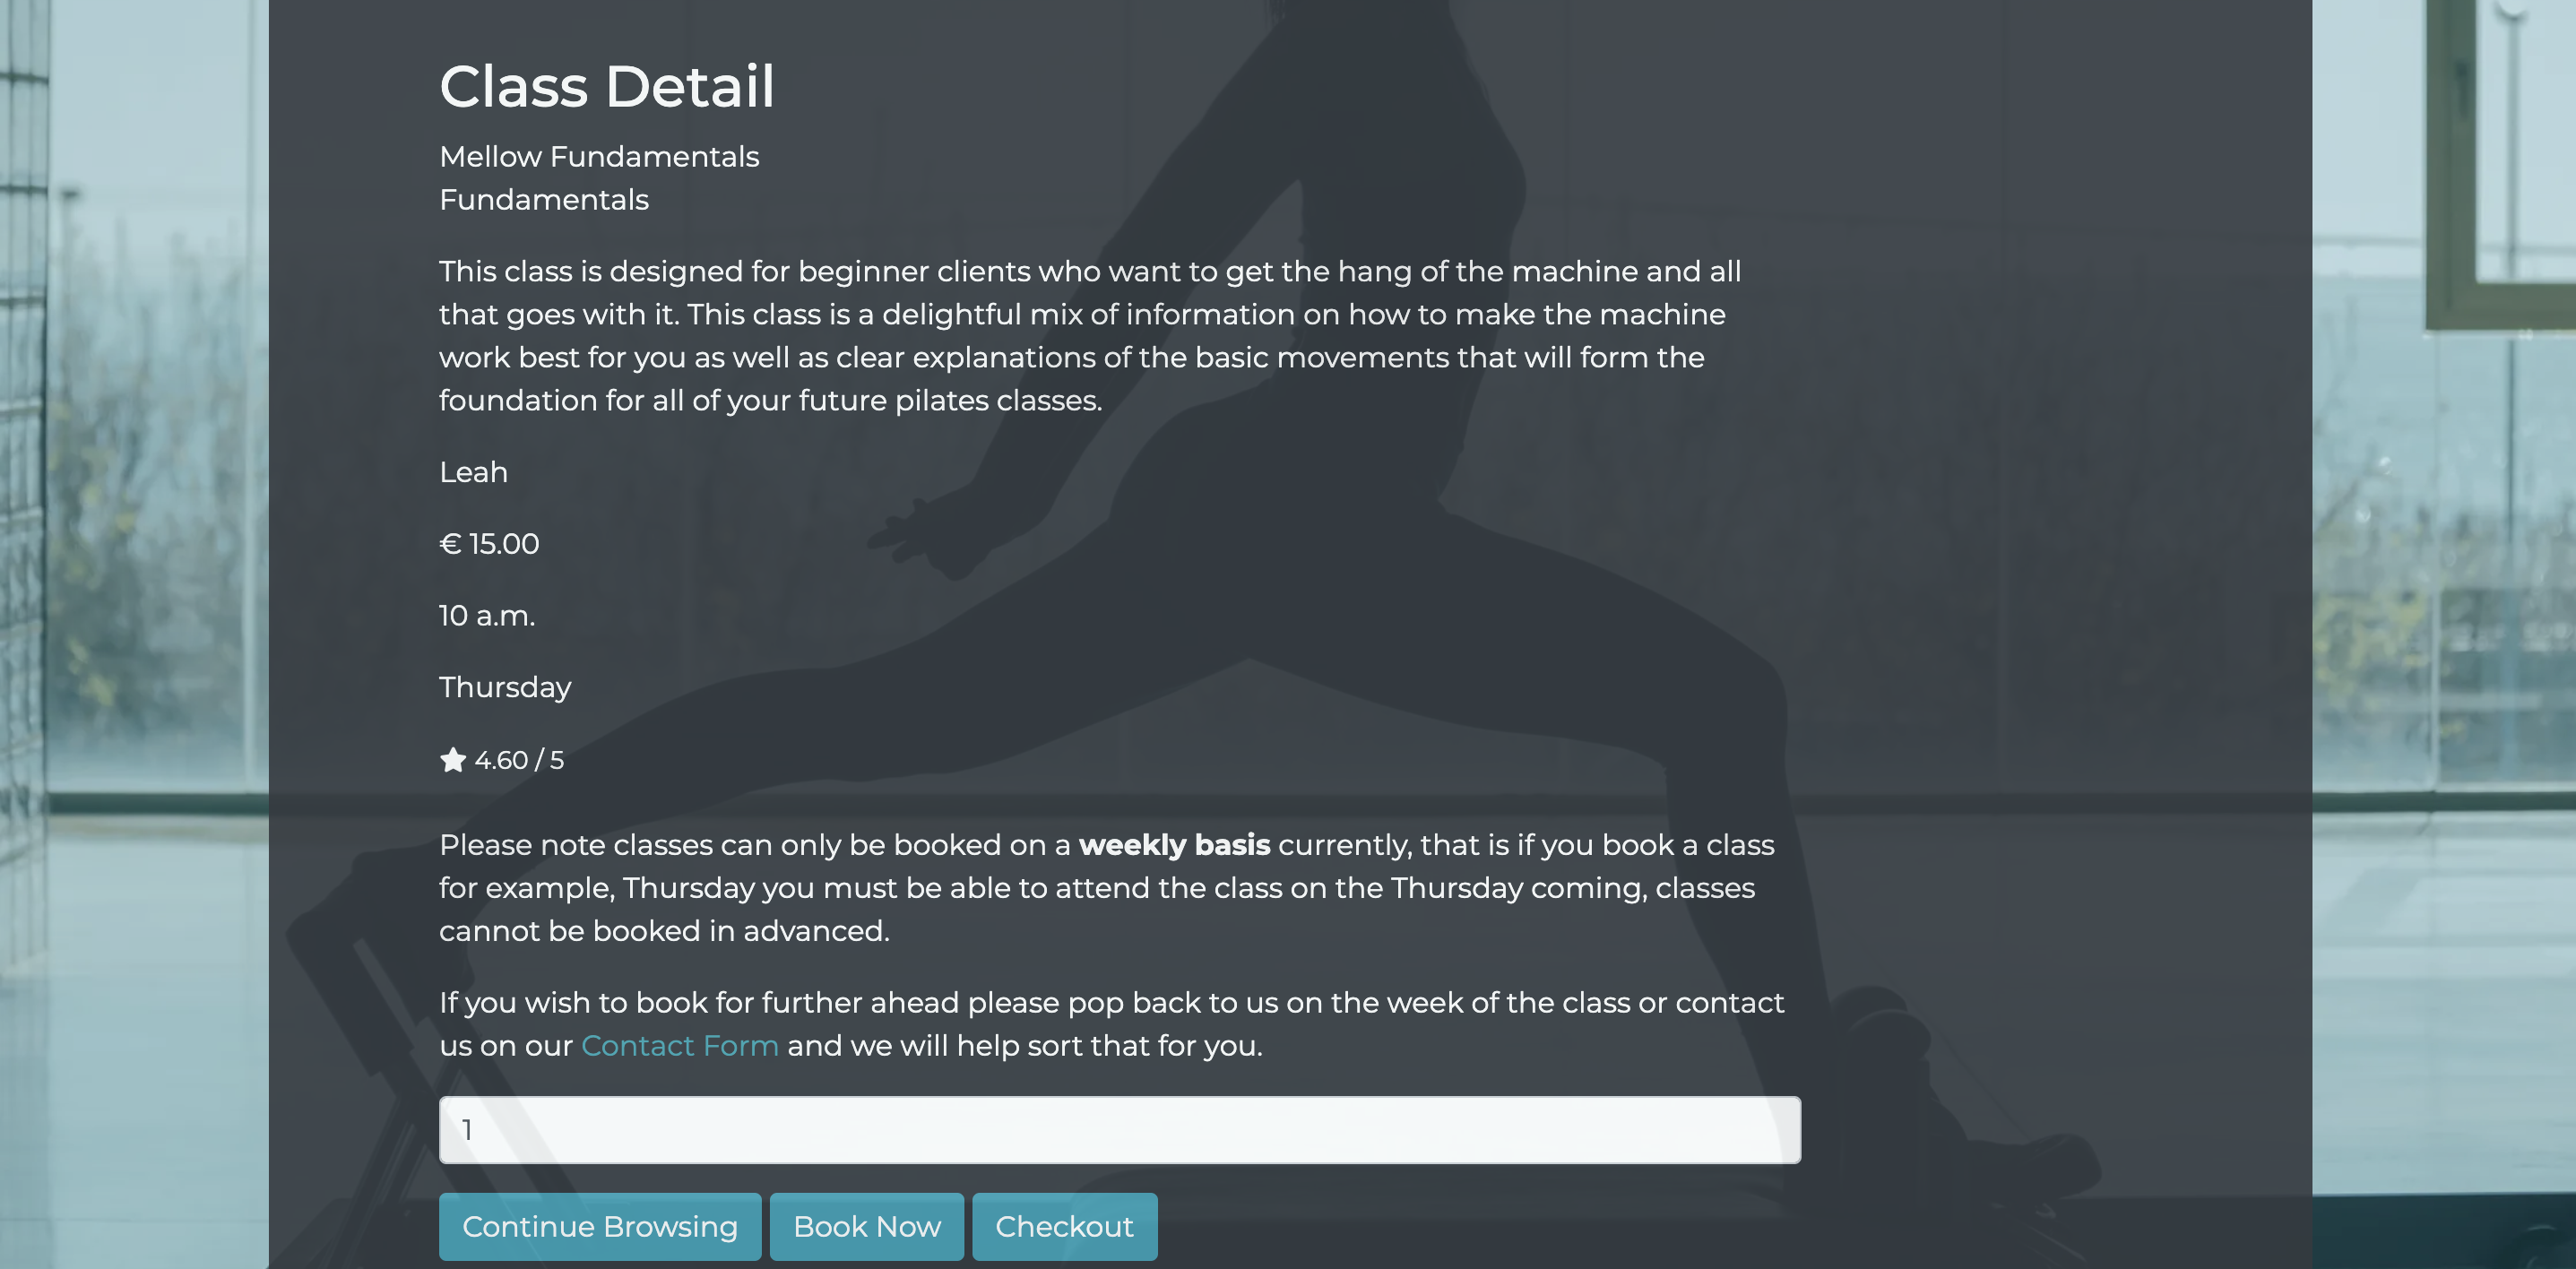 Class Detail
Mellow Fundamentals
Fundamentals
This class is designed for beginner clients who want to get the hang of the machine and all
that goes with it. This class is a delightful mix of information on how to make the machine
work best for you as well as clear explanations of the basic movements that will form the
foundation for all of your future pilates classes.
Leah
€ 15.00
10 a.m.
Thursday
4.60 / 5
Please note classes can only be booked on a weekly basis currently, that is if you book a class
for example, Thursday you must be able to attend the class on the Thursday coming, classes
cannot be booked in advanced.
If you wish to book for further ahead please pop back to us on the week of the class or contact
us on our Contact Form and we will help sort that for you.
1
Continue Browsing Book Now Checkout